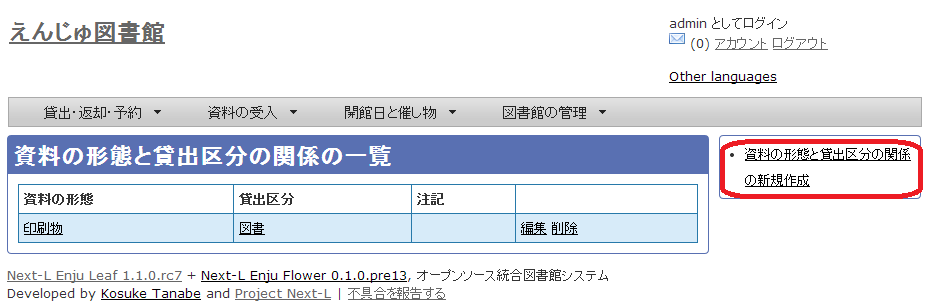 えんじゅ図書館
admin としてログイン
(0) アカウント ログアウト
Other languages
貸出・返却・予約 資料の受入 開館日と催し物 図書館の管理
資料の形態と貸出区分の関係の一覧
資料の形態 貸出区分 注記
印刷物 図書 編集 削除
資料の形態と貸出区分の関係
の新規作成
Next-L Enju Leaf 1.1.0.rc7 + Next-L Enju Flower 0.1.0.pre13, オープンソース統合図書館システム
Developed by Kosuke Tanabe and Project Next-L | 不具合を報告する